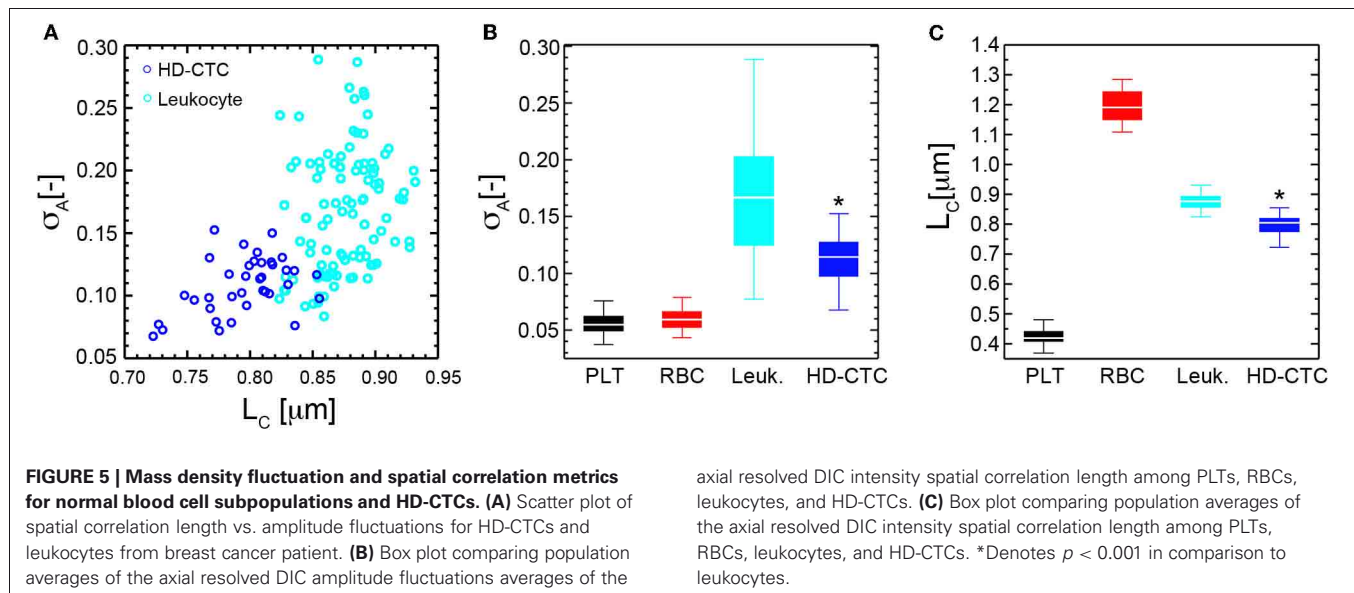 A
0.30
0.25
0.20
0.15
0.10
0.05
σA[-]
HD-CTC
Leukocyte
0.70 0.75 0.80 0.85 0.90 0.95
LC [μm]
B
0.30
0.25
0.20
0.15
0.10
0.05
σA[-]
*
PLT RBC Leuk. HD-CTC
C
1.4
1.3
1.2
1.1
1.0
0.9
0.8
0.7
0.6
0.5
0.4
LC[μm]
*
PLT RBC Leuk. HD-CTC
FIGURE 5 | Mass density fluctuation and spatial correlation metrics
for normal blood cell subpopulations and HD-CTCs. (A) Scatter plot of
spatial correlation length vs. amplitude fluctuations for HD-CTCs and
leukocytes from breast cancer patient. (B) Box plot comparing population
averages of the axial resolved DIC amplitude fluctuations averages of the
axial resolved DIC intensity spatial correlation length among PLTs, RBCs,
leukocytes, and HD-CTCs. (C) Box plot comparing population averages of
the axial resolved DIC intensity spatial correlation length among PLTs,
RBCs, leukocytes, and HD-CTCs. *Denotes p < 0.001 in comparison to
leukocytes.